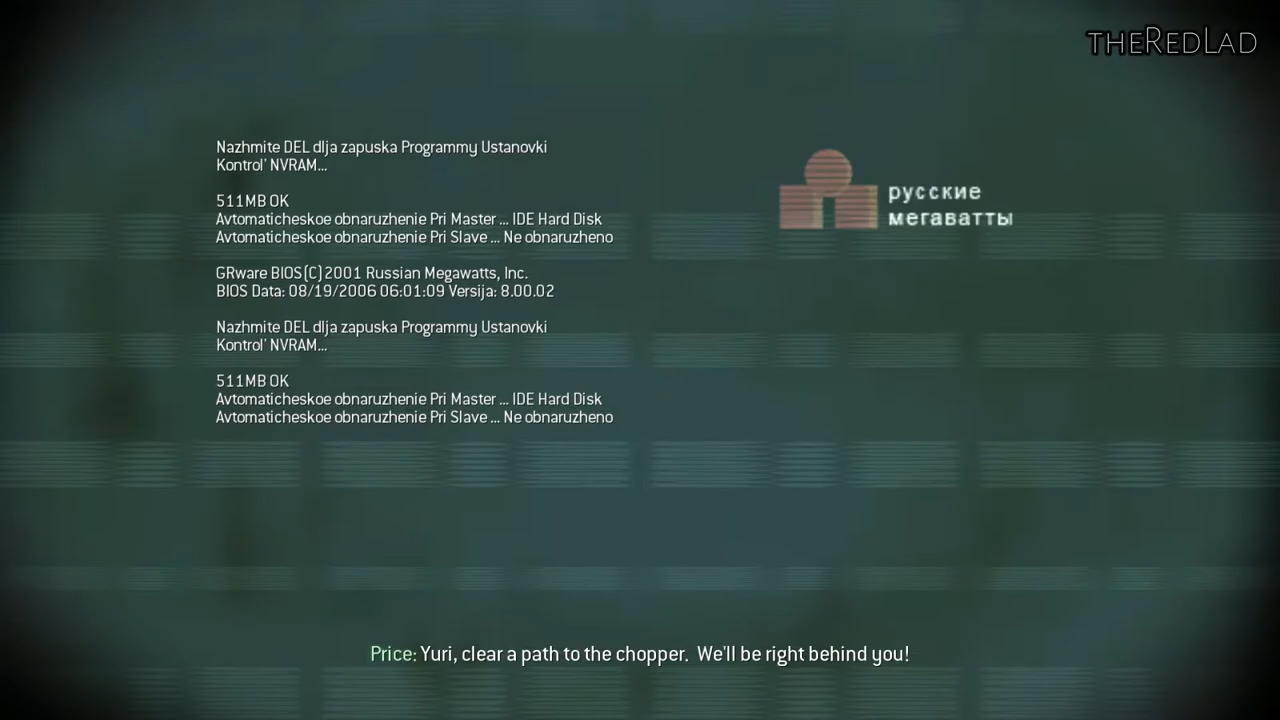 THEREDLAD
Nazhmite DEL dlja zapuska Programmy Ustanovki
Kontrol' NVRAM...
511MB OK
Avtomaticheskoe obnaruzhenie Pri Master ... IDE Hard Disk
Avtomaticheskoe obnaruzhenie Pri Slave ... Ne obnaruzheno
GRware BIOS(C)2001 Russian Megawatts, Inc.
BIOS Data: 08/19/2006 06:01:09 Versija: 8.00.02
Nazhmite DEL dlja zapuska Programmy Ustanovki
Kontrol' NVRAM...
511MB OK
Avtomaticheskoe obnaruzhenie Pri Master ... IDE Hard Disk
Avtomaticheskoe obnaruzhenie Pri Slave ... Ne obnaruzheno
русские
мегаватты
Price: Yuri, clear a path to the chopper. We'll be right behind you!